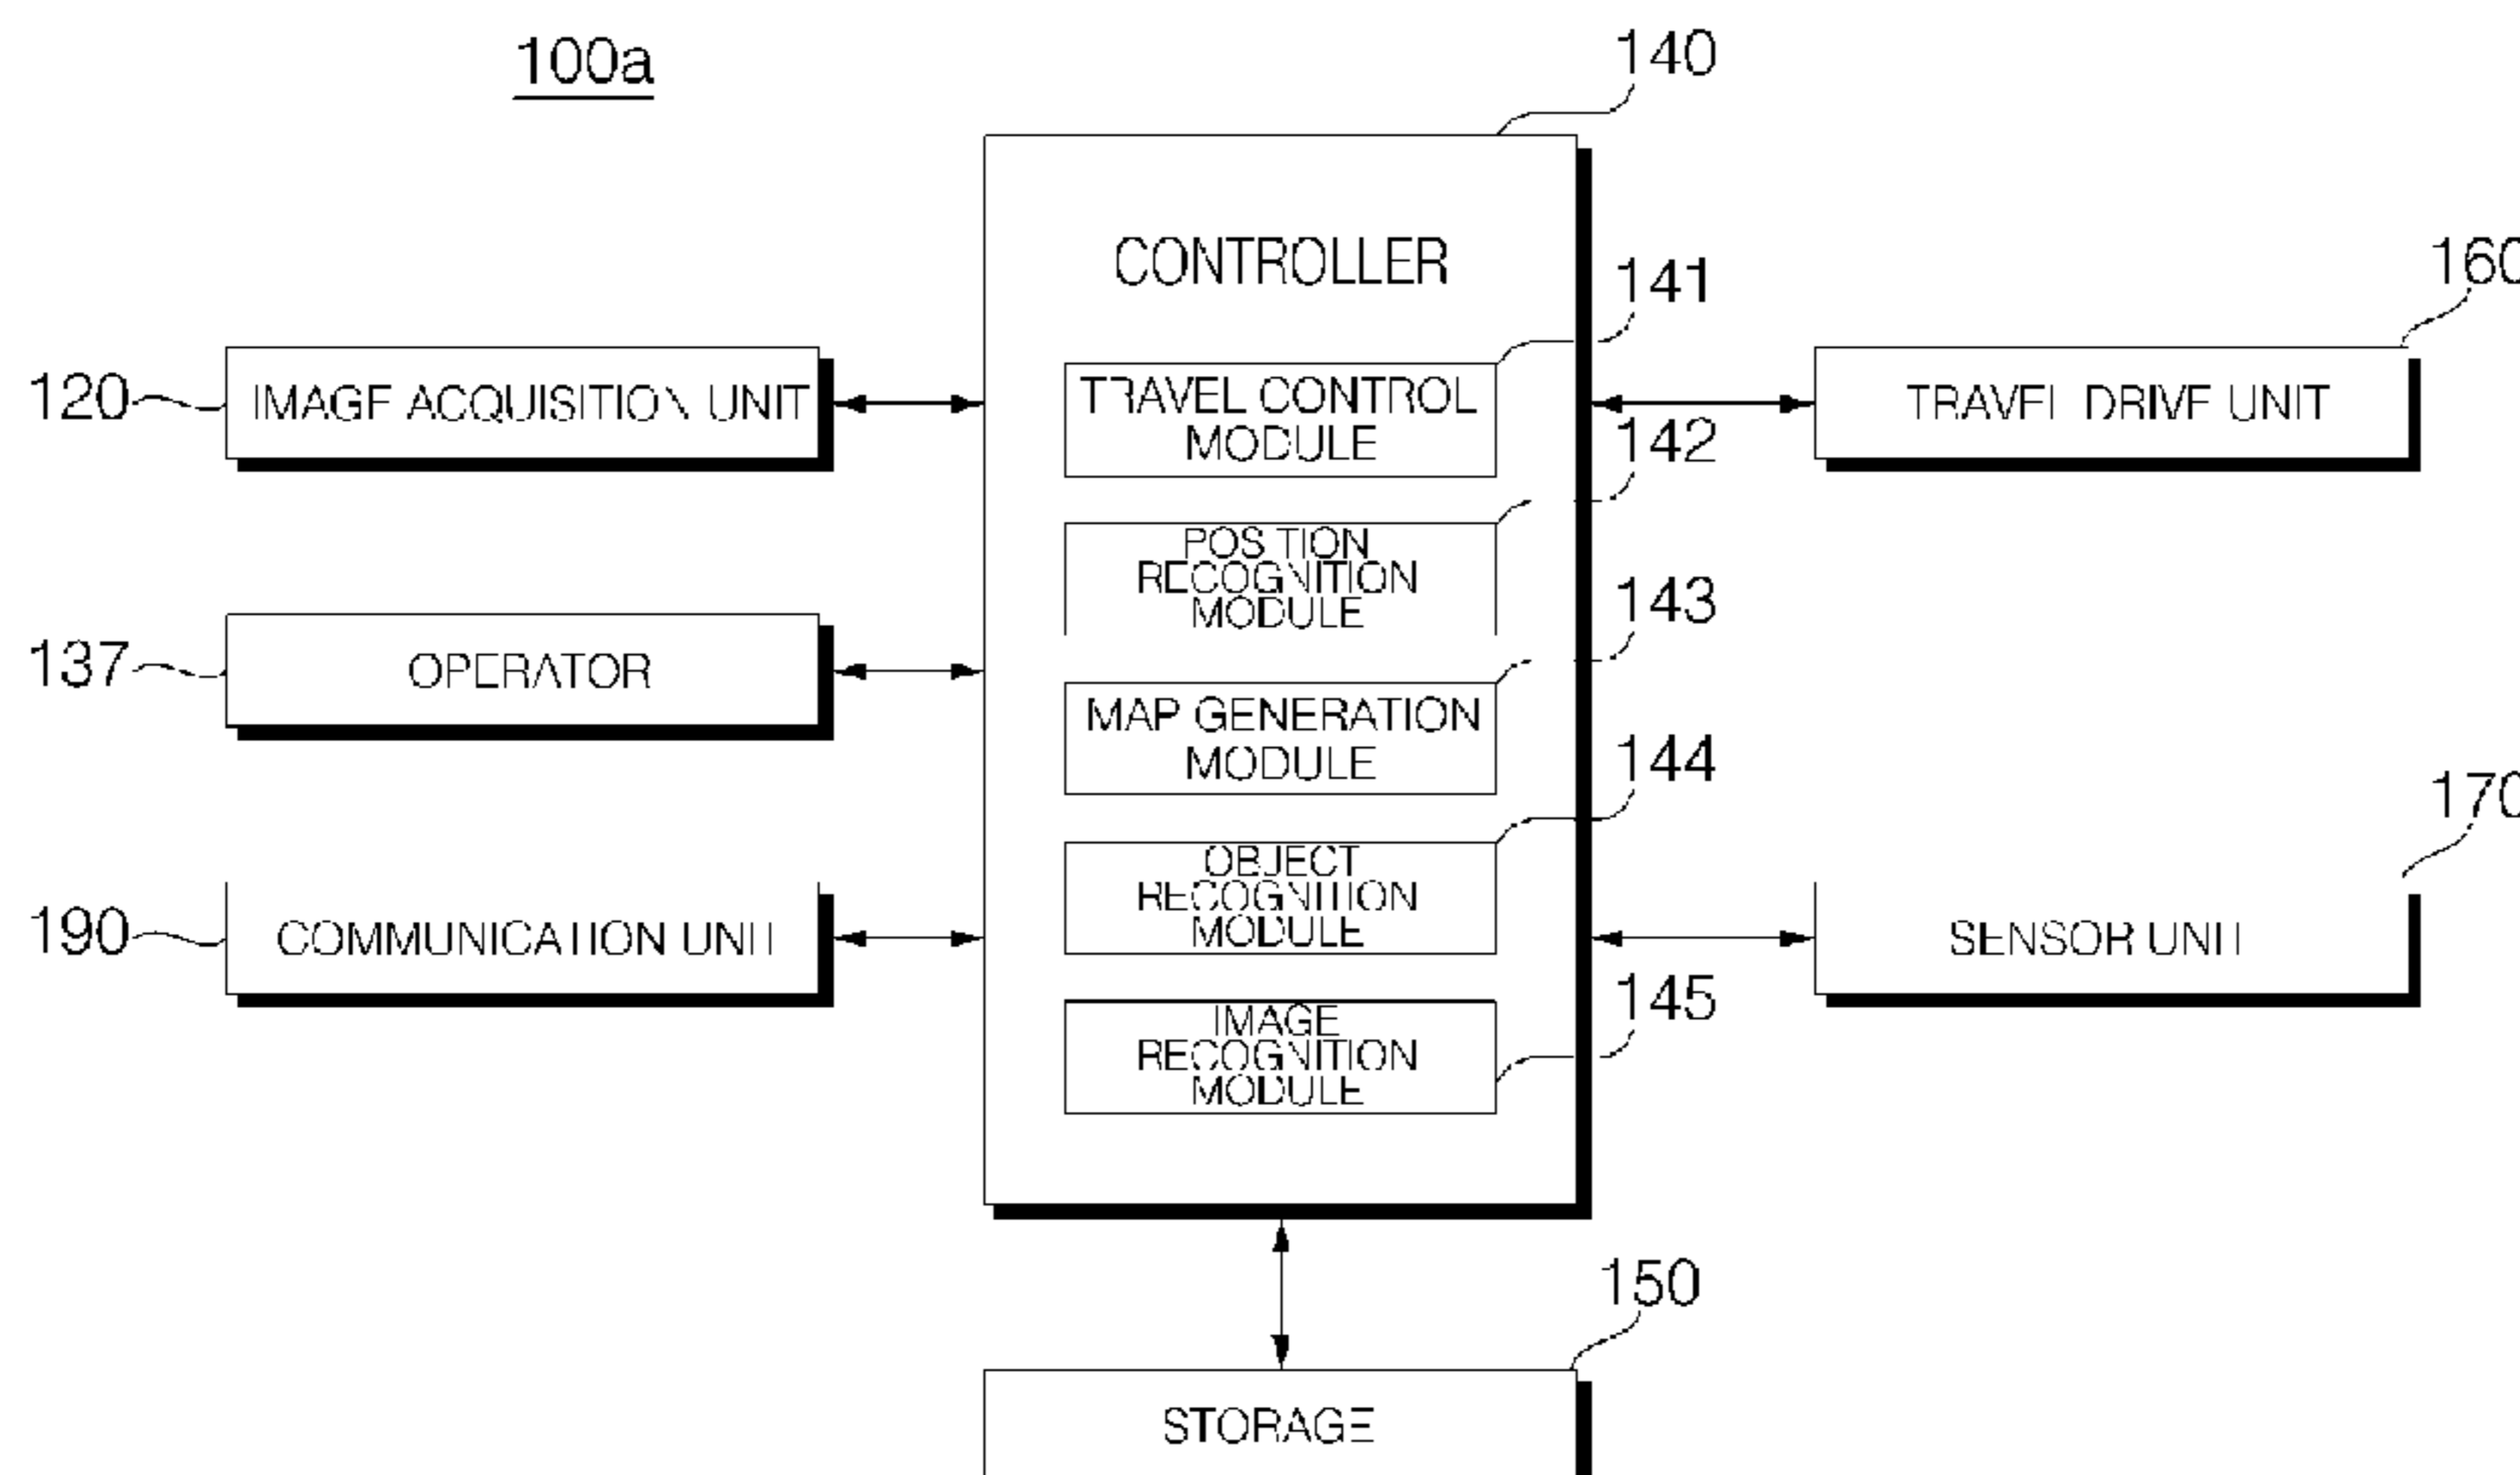 100a
140
CONTROLLER
141
160
120
IMAGE ACQUISITION UNIT
TRAVEL CONTROL
MODULE
TRAVEL DRIVE UNIT
142
POSITION
RECOGNITION
MODULE
143
137
OPERATOR
MAP GENERATION
MODULE
144
170
OBJECT
RECOGNITION
MODULE
190
COMMUNICATION UNIT
SENSOR UNIT
145
IMAGE
RECOGNITION
MODULE
150
STORAGE